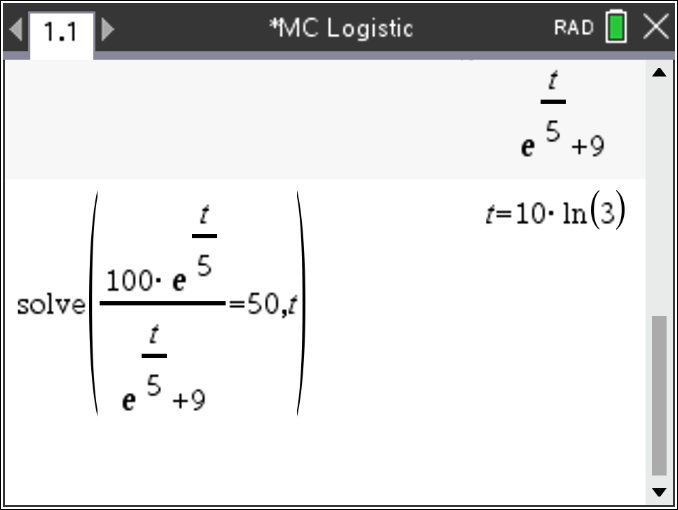 1.1 *MC Logistic RAD
t
5
e +9
solve(100·e^(t/5)/(e^(t/5)+9)=50,t) t=10·ln(3)